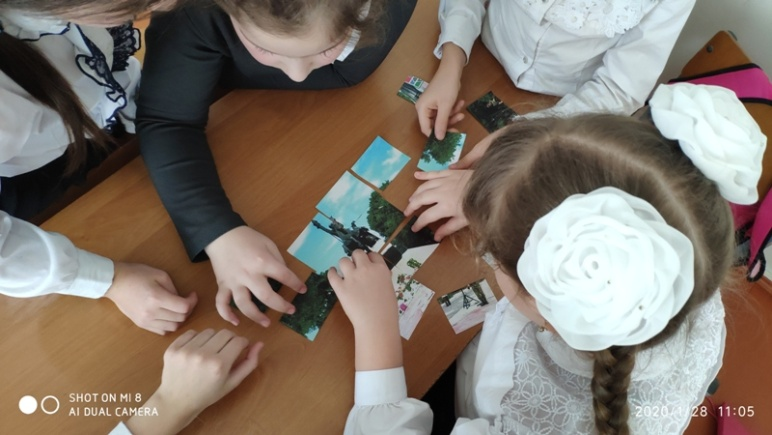 SHOT ON MI 8
AI DUAL CAMERA
2020/1/28 11:05